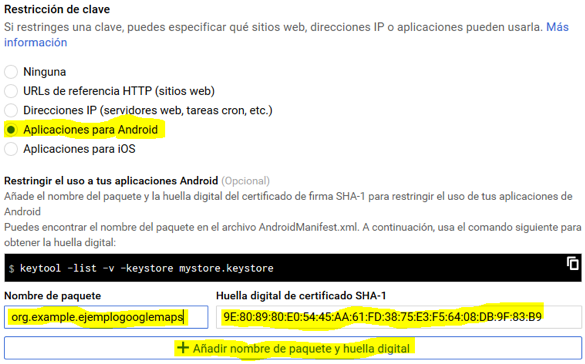 Restricción de clave
Si restringes una clave, puedes especificar qué sitios web, direcciones IP o aplicaciones pueden usarla. Más
información
Ninguna
URLs de referencia HTTP (sitios web)
Direcciones IP (servidores web, tareas cron, etc.)
Aplicaciones para Android
Aplicaciones para iOS
Restringir el uso a tus aplicaciones Android (Opcional)
Añade el nombre del paquete y la huella digital del certificado de firma SHA-1 para restringir el uso de tus aplicaciones de
Android
Puedes encontrar el nombre del paquete en el archivo AndroidManifest.xml. A continuación, usa el comando siguiente para
obtener la huella digital:
$ keytool -list -v -keystore mystore.keystore
Nombre de paquete Huella digital de certificado SHA-1
org.example.ejemplogooglemaps 9E:80:89:80:E0:54:45:AA:61:FD:38:75:E3:F5:64:08:DB:9F:83:B9
+ Añadir nombre de paquete y huella digital